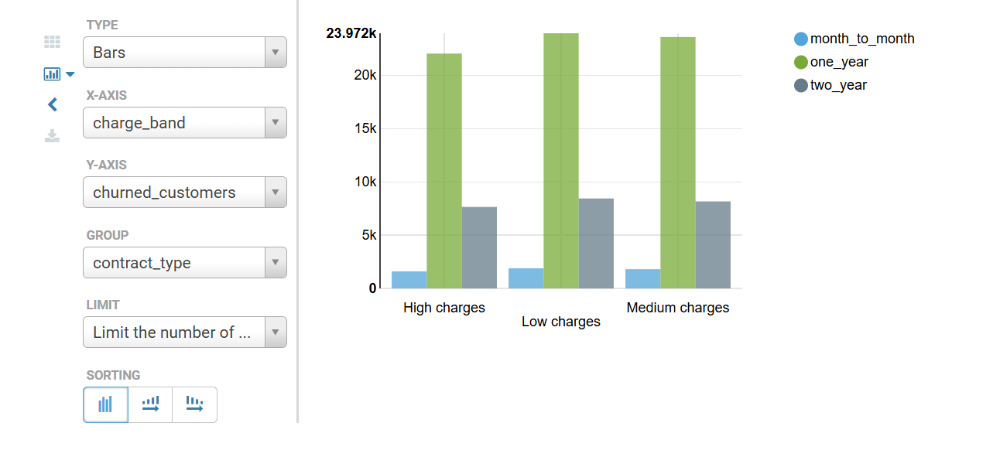 TYPE
Bars
X-AXIS
charge_band
Y-AXIS
churned_customers
GROUP
contract_type
LIMIT
Limit the number of ...
SORTING
23.972k
20k
15k
10k
5k
0
High charges
Low charges
Medium charges
month_to_month
one_year
two_year